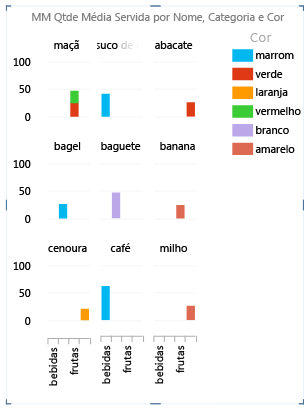 MM Qtde Média Servida por Nome, Categoria e Cor
Cor
marrom
verde
laranja
vermelho
branco
amarelo
maçã suco de abacate
100
50
0
bagel baguete banana
100
50
0
cenoura café milho
100
50
0
bebidas frutas bebidas frutas bebidas frutas